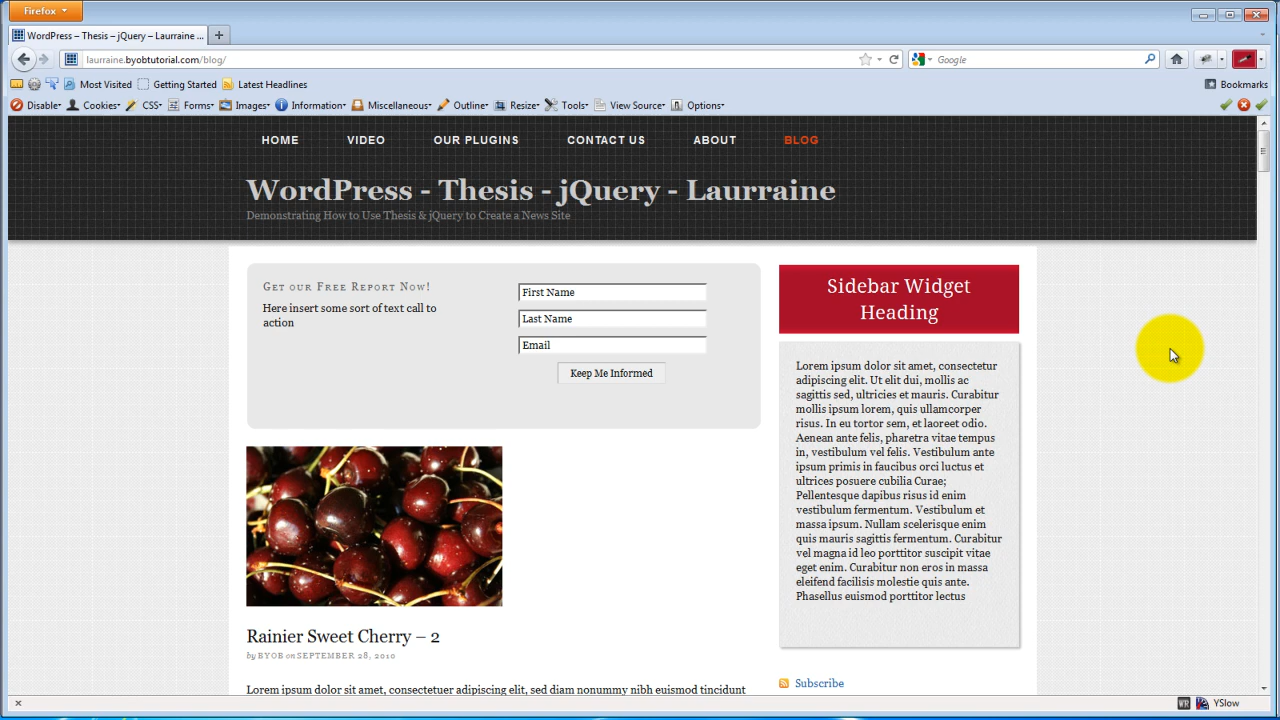 Firefox
WordPress – Thesis – jQuery – Laurraine ...
laurraine.byobtutorial.com/blog/
Google
Most Visited Getting Started Latest Headlines
Bookmarks
Disable Cookies CSS Forms Images Information Miscellaneous Outline Resize Tools View Source Options
HOME VIDEO OUR PLUGINS CONTACT US ABOUT BLOG
WordPress - Thesis - jQuery - Laurraine
Demonstrating How to Use Thesis & jQuery to Create a News Site
Get our Free Report Now!
Here insert some sort of text call to
action
First Name
Last Name
Email
Keep Me Informed
Rainier Sweet Cherry – 2
by BYOB on SEPTEMBER 28, 2010
Lorem ipsum dolor sit amet, consectetuer adipiscing elit, sed diam nonummy nibh euismod tincidunt
Sidebar Widget
Heading
Lorem ipsum dolor sit amet, consectetur
adipiscing elit. Ut elit dui, mollis ac
sagittis sed, ultricies et mauris. Curabitur
mollis ipsum lorem, quis ullamcorper
risus. In eu tortor sem, et laoreet odio.
Aenean ante felis, pharetra vitae tempus
in, vestibulum vel felis. Vestibulum ante
ipsum primis in faucibus orci luctus et
ultrices posuere cubilia Curae;
Pellentesque dapibus risus id enim
vestibulum fermentum. Vestibulum et
massa ipsum. Nullam scelerisque enim
quis mauris sagittis fermentum. Curabitur
vel magna id leo porttitor suscipit vitae
eget enim. Curabitur non eros in massa
eleifend facilisis molestie quis ante.
Phasellus euismod porttitor lectus
Subscribe
WR YSlow